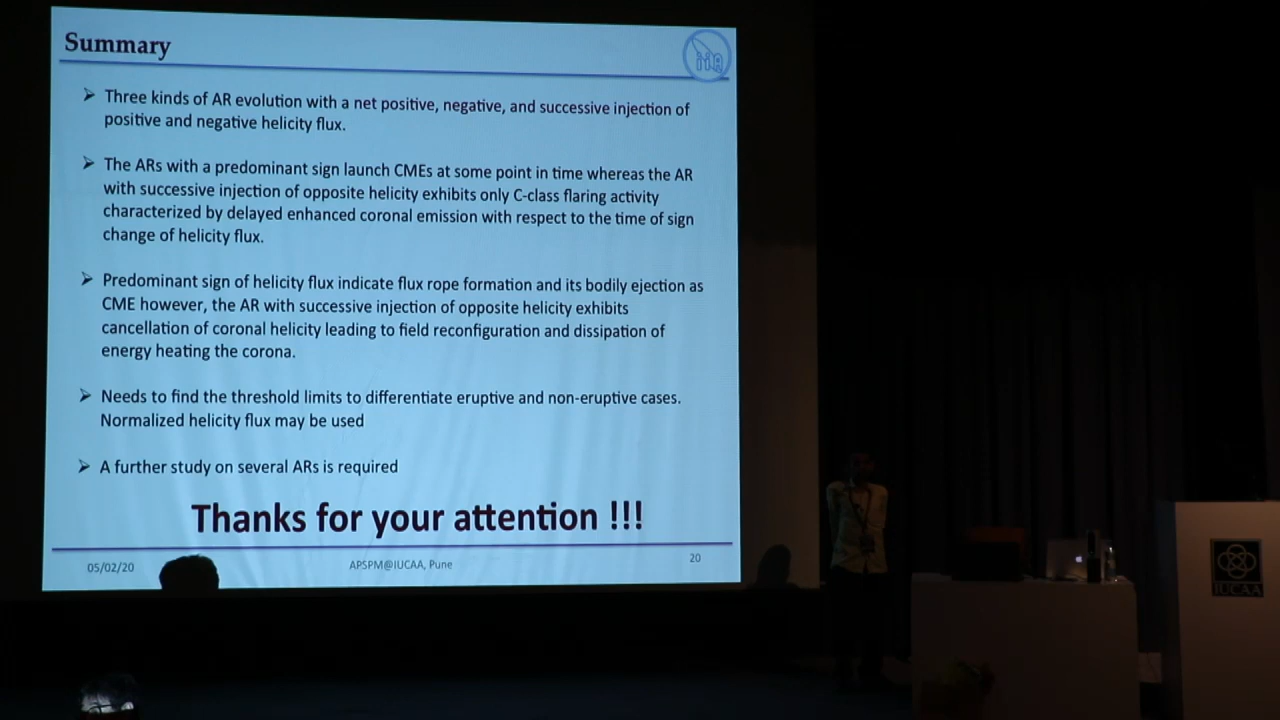 Summary
➢ Three kinds of AR evolution with a net positive, negative, and successive injection of
positive and negative helicity flux.
➢ The ARs with a predominant sign launch CMEs at some point in time whereas the AR
with successive injection of opposite helicity exhibits only C-class flaring activity
characterized by delayed enhanced coronal emission with respect to the time of sign
change of helicity flux.
➢ Predominant sign of helicity flux indicate flux rope formation and its bodily ejection as
CME however, the AR with successive injection of opposite helicity exhibits
cancellation of coronal helicity leading to field reconfiguration and dissipation of
energy heating the corona.
➢ Needs to find the threshold limits to differentiate eruptive and non-eruptive cases.
Normalized helicity flux may be used
➢ A further study on several ARs is required
Thanks for your attention !!!
05/02/20
APSPM@IUCAA, Pune
20
IUCAA